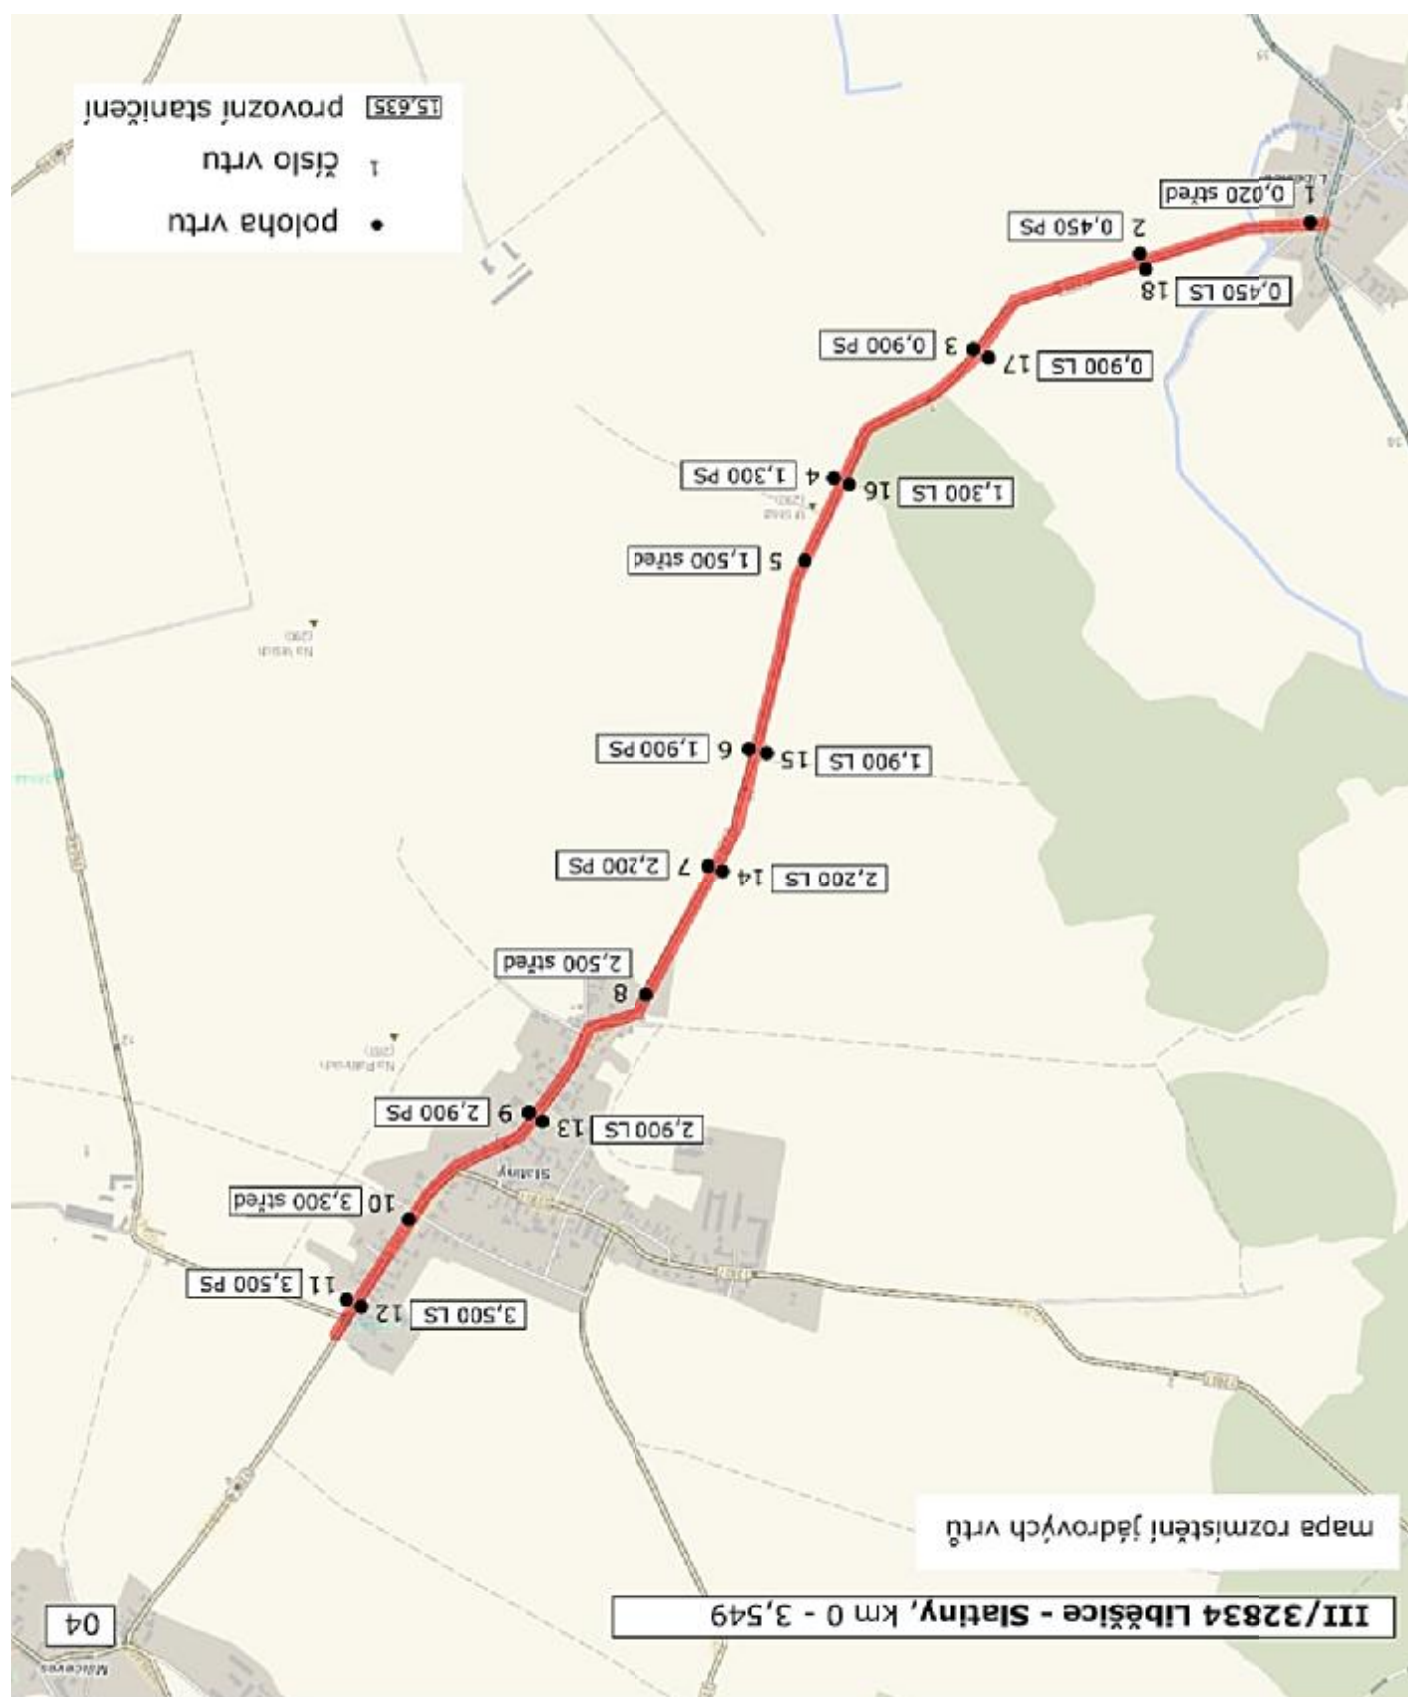 III/32834 Liběšice - Slatiny, km 0 - 3,549
04
mapa rozmístění jádrových vrtů
3,500 LS
12
11
3,500 PS
10
3,300 střed
Slatiny
2,900 LS
13
9
2,900 PS
8
2,500 střed
2,200 LS
14
7
2,200 PS
1,900 LS
15
6
1,900 PS
5
1,500 střed
1,300 LS
16
4
1,300 PS
0,900 LS
17
3
0,900 PS
0,450 LS
18
2
0,450 PS
1
0,020 střed
poloha vrtu
1 číslo vrtu
15,635 provozní staničení